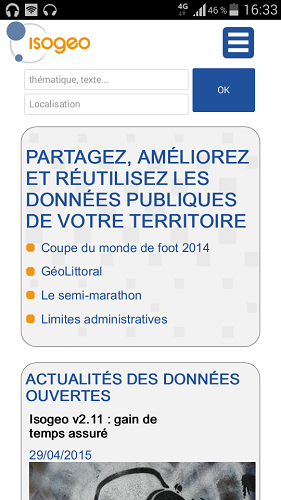 4G 46 % 16:33
isogeo
thématique, texte...
OK
Localisation
PARTAGEZ, AMÉLIOREZ
ET RÉUTILISEZ LES
DONNÉES PUBLIQUES
DE VOTRE TERRITOIRE
Coupe du monde de foot 2014
GéoLittoral
Le semi-marathon
Limites administratives
ACTUALITÉS DES DONNÉES
OUVERTES
Isogeo v2.11 : gain de
temps assuré
29/04/2015